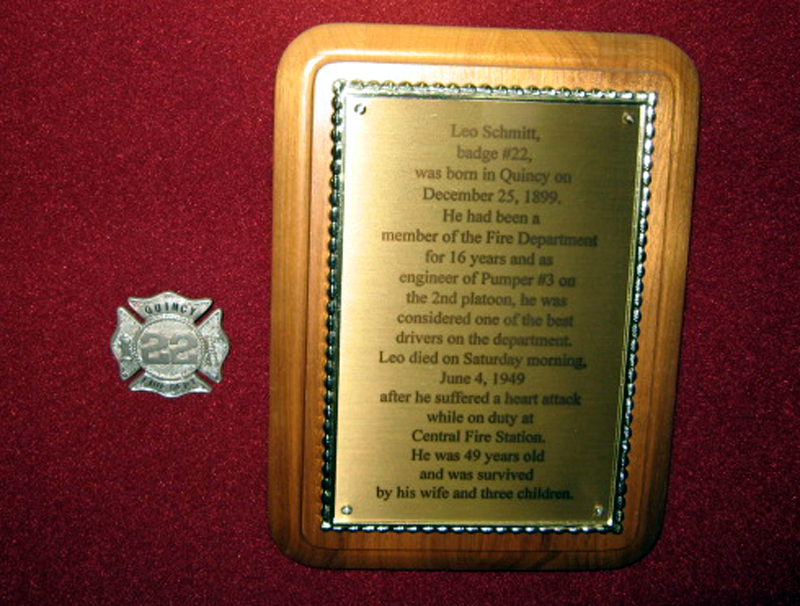 QUINCY
22
FIRE DEPT
Leo Schmitt,
badge #22,
was born in Quincy on
December 25, 1899.
He had been a
member of the Fire Department
for 16 years and as
engineer of Pumper #3 on
the 2nd platoon, he was
considered one of the best
drivers on the department.
Leo died on Saturday morning,
June 4, 1949
after he suffered a heart attack
while on duty at
Central Fire Station.
He was 49 years old
and was survived
by his wife and three children.